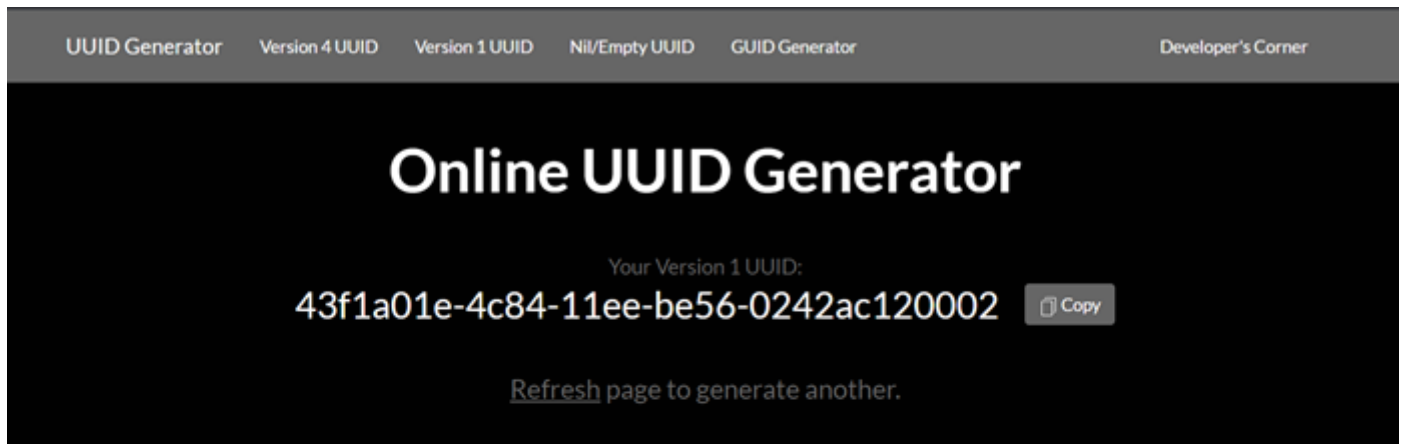 UUID Generator Version 4 UUID Version 1 UUID Nil/Empty UUID GUID Generator Developer's Corner
Online UUID Generator
Your Version 1 UUID:
43f1a01e-4c84-11ee-be56-0242ac120002 Copy
Refresh page to generate another.